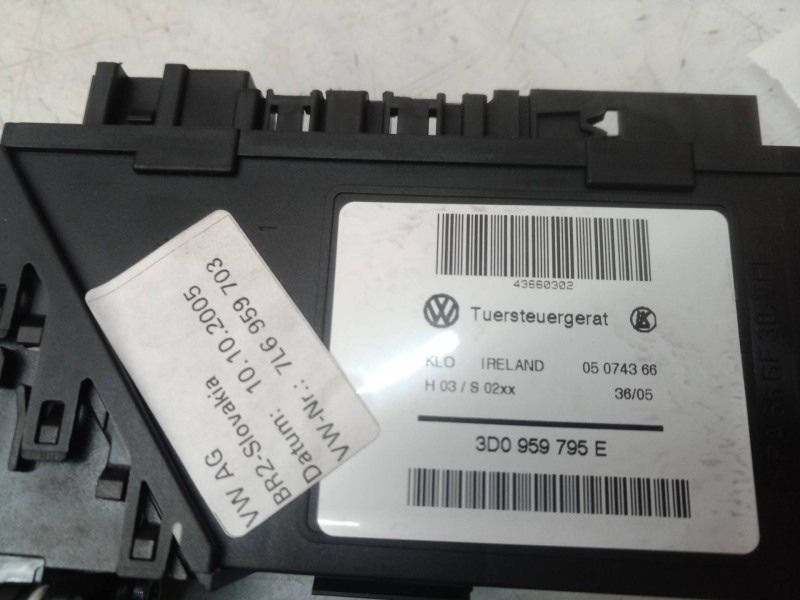 VW AG
BR2-Slovakia
Datum: 10.10.2005
VW-Nr.: 7L6 959 703
1
43660302
Tuersteuergerat
KLO IRELAND 05 0743 66
H 03 / S 02xx 36/05
3D0 959 795 E